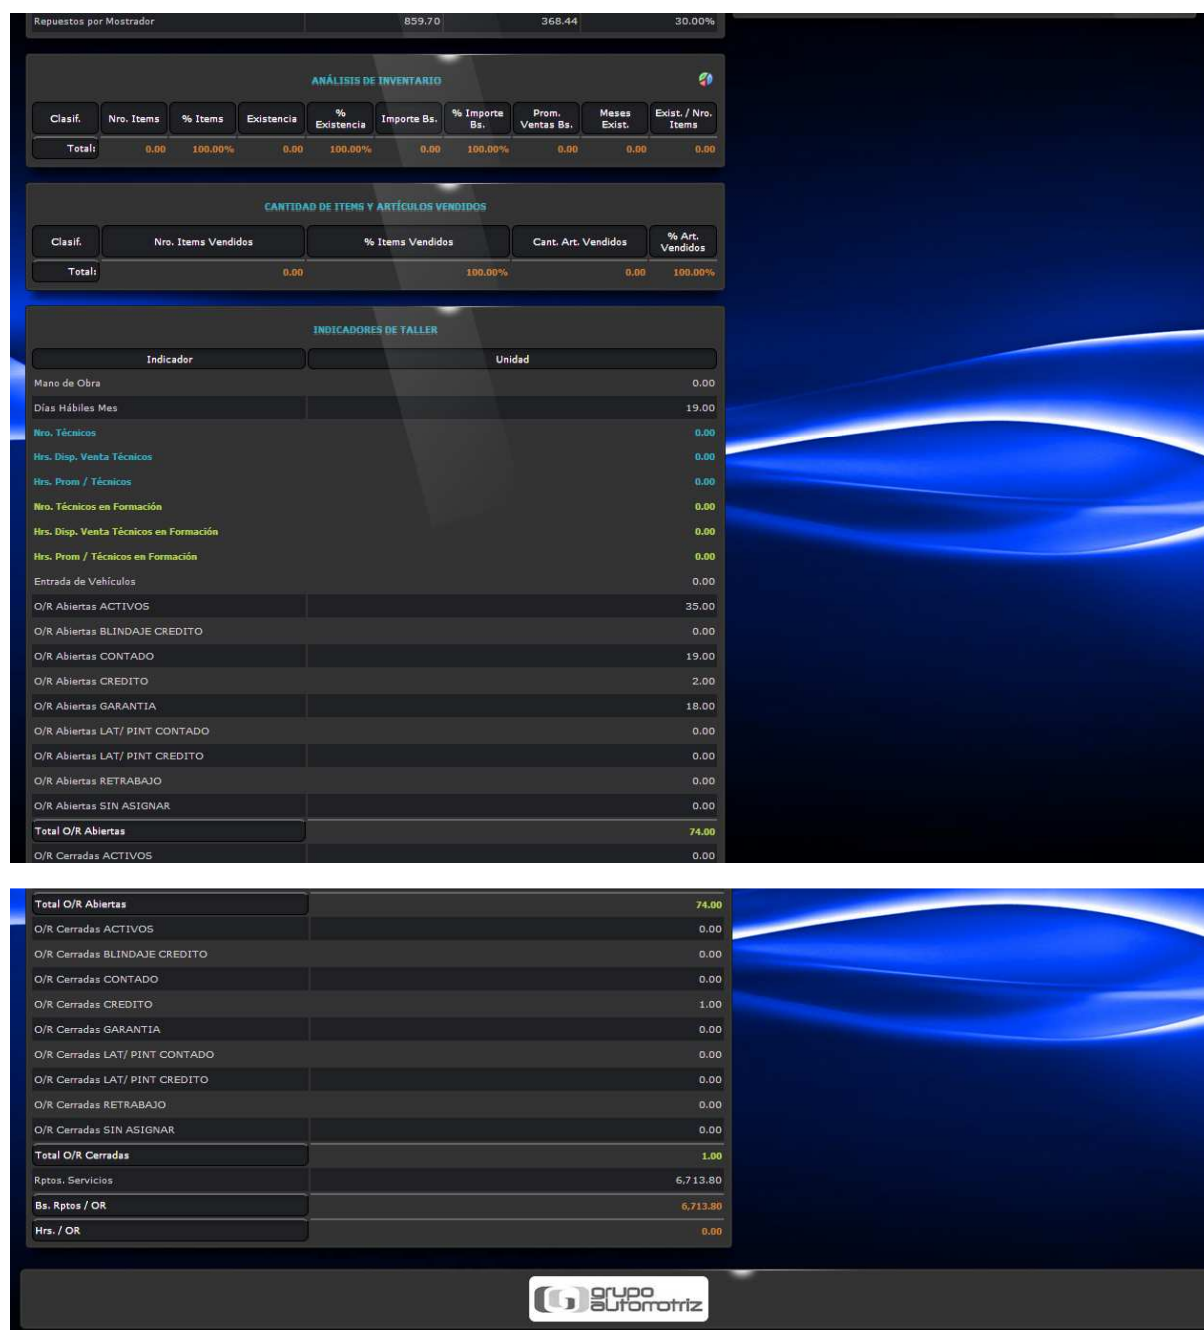 Repuestos por Mostrador 859.70 368.44 30.00%
ANÁLISIS DE INVENTARIO
Clasif. Nro. Items % Items Existencia % Existencia Importe Bs. % Importe Bs. Prom. Ventas Bs. Meses Exist. Exist. / Nro. Items
Total: 0.00 100.00% 0.00 100.00% 0.00 100.00% 0.00 0.00 0.00
CANTIDAD DE ITEMS Y ARTÍCULOS VENDIDOS
Clasif. Nro. Items Vendidos % Items Vendidos Cant. Art. Vendidos % Art. Vendidos
Total: 0.00 100.00% 0.00 100.00%
INDICADORES DE TALLER
Indicador Unidad
Mano de Obra 0.00
Días Hábiles Mes 19.00
Nro. Técnicos 0.00
Hrs. Disp. Venta Técnicos 0.00
Hrs. Prom / Técnicos 0.00
Nro. Técnicos en Formación 0.00
Hrs. Disp. Venta Técnicos en Formación 0.00
Hrs. Prom / Técnicos en Formación 0.00
Entrada de Vehículos 0.00
O/R Abiertas ACTIVOS 35.00
O/R Abiertas BLINDAJE CREDITO 0.00
O/R Abiertas CONTADO 19.00
O/R Abiertas CREDITO 2.00
O/R Abiertas GARANTIA 18.00
O/R Abiertas LAT/ PINT CONTADO 0.00
O/R Abiertas LAT/ PINT CREDITO 0.00
O/R Abiertas RETRABAJO 0.00
O/R Abiertas SIN ASIGNAR 0.00
Total O/R Abiertas 74.00
O/R Cerradas ACTIVOS 0.00
Total O/R Abiertas 74.00
O/R Cerradas ACTIVOS 0.00
O/R Cerradas BLINDAJE CREDITO 0.00
O/R Cerradas CONTADO 0.00
O/R Cerradas CREDITO 1.00
O/R Cerradas GARANTIA 0.00
O/R Cerradas LAT/ PINT CONTADO 0.00
O/R Cerradas LAT/ PINT CREDITO 0.00
O/R Cerradas RETRABAJO 0.00
O/R Cerradas SIN ASIGNAR 0.00
Total O/R Cerradas 1.00
Rptos. Servicios 6,713.80
Bs. Rptos / OR 6,713.80
Hrs. / OR 0.00
grupo
automotriz